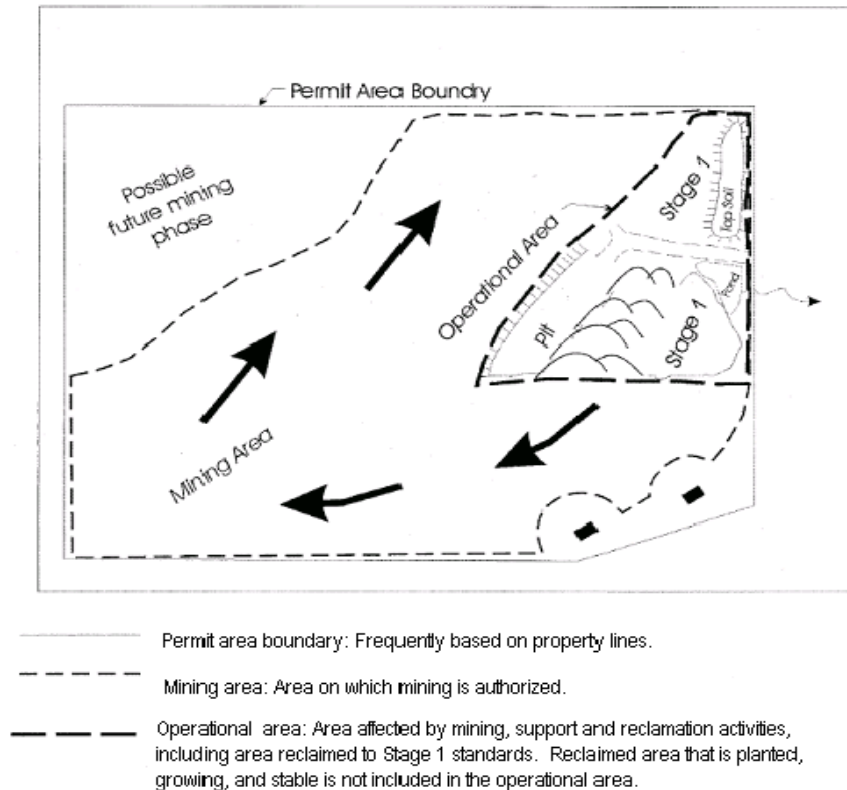 Permit Area Boundry
Possible
future mining
phase
Operational Area
Stage 1
Top Soil
Pond
Pit
Stage 1
Mining Area
Permit area boundary: Frequently based on property lines.
Mining area: Area on which mining is authorized.
Operational area: Area affected by mining, support and reclamation activities,
including area reclaimed to Stage 1 standards. Reclaimed area that is planted,
growing, and stable is not included in the operational area.